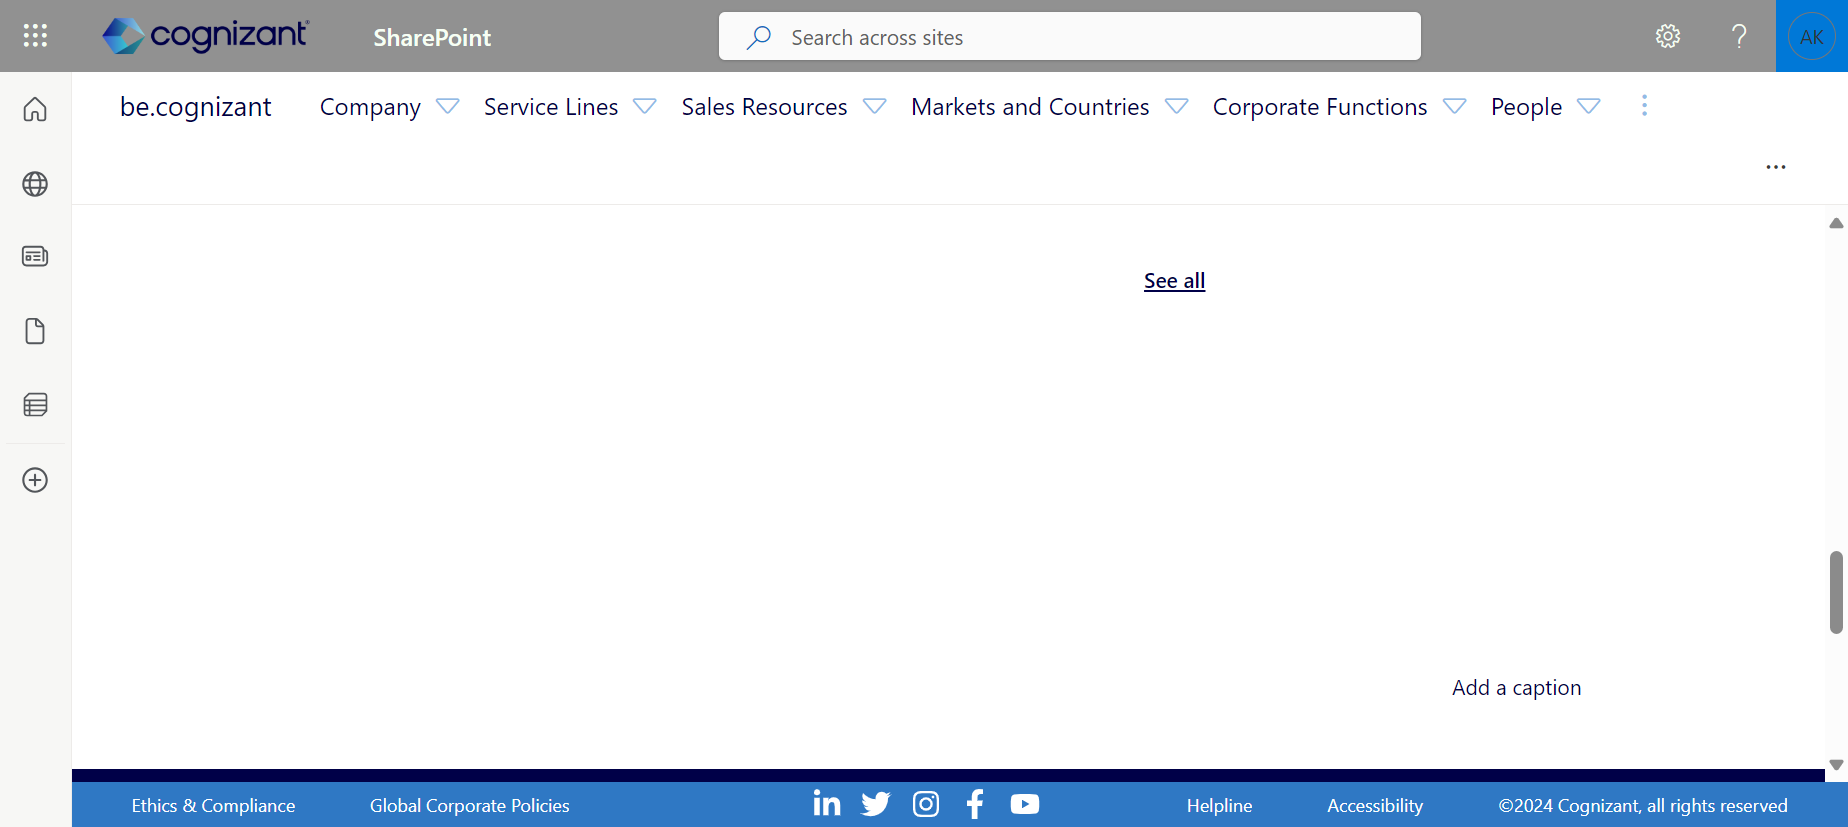 cognizant
SharePoint
Search across sites
AK
be.cognizant
Company
Service Lines
Sales Resources
Markets and Countries
Corporate Functions
People
See all
Add a caption
Ethics & Compliance
Global Corporate Policies
Helpline
Accessibility
©2024 Cognizant, all rights reserved